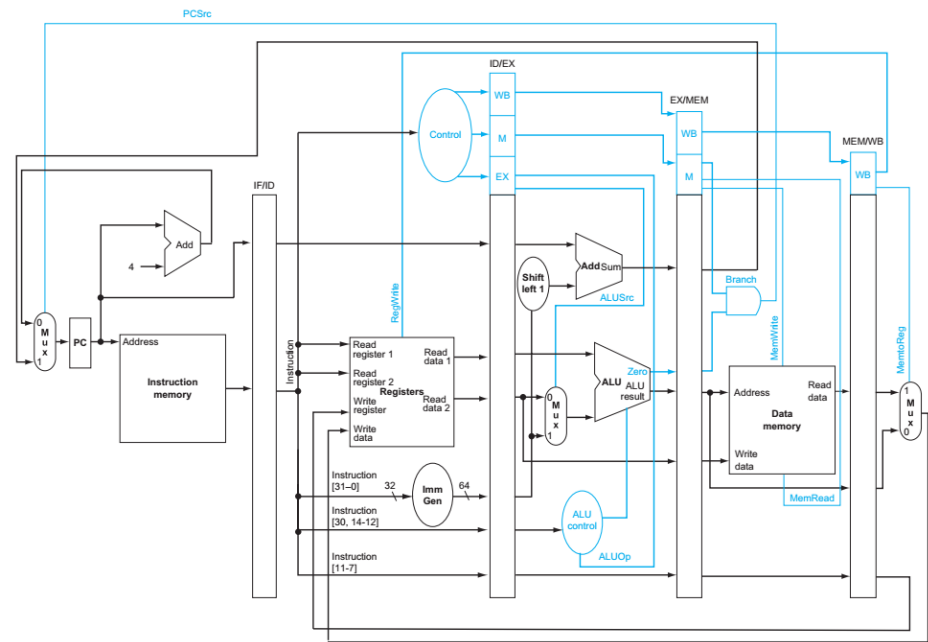 PCSrc
ID/EX
WB
EX/MEM
Control
M
WB
MEM/WB
EX
M
WB
IF/ID
Add
4
Add Sum
Shift
left 1
Branch
ALUSrc
RegWrite
MemWrite
MemtoReg
0
M
u
x
1
PC
Address
Instruction
memory
Instruction
Read
register 1
Read
data 1
Read
register 2
Registers
Read
data 2
Write
register
Write
data
0
M
u
x
1
Zero
ALU
ALU
result
Address
Read
data
Data
memory
Write
data
1
M
u
x
0
MemRead
Instruction
[31–0]
32
Imm
Gen
64
Instruction
[30, 14-12]
ALU
control
ALUOp
Instruction
[11-7]